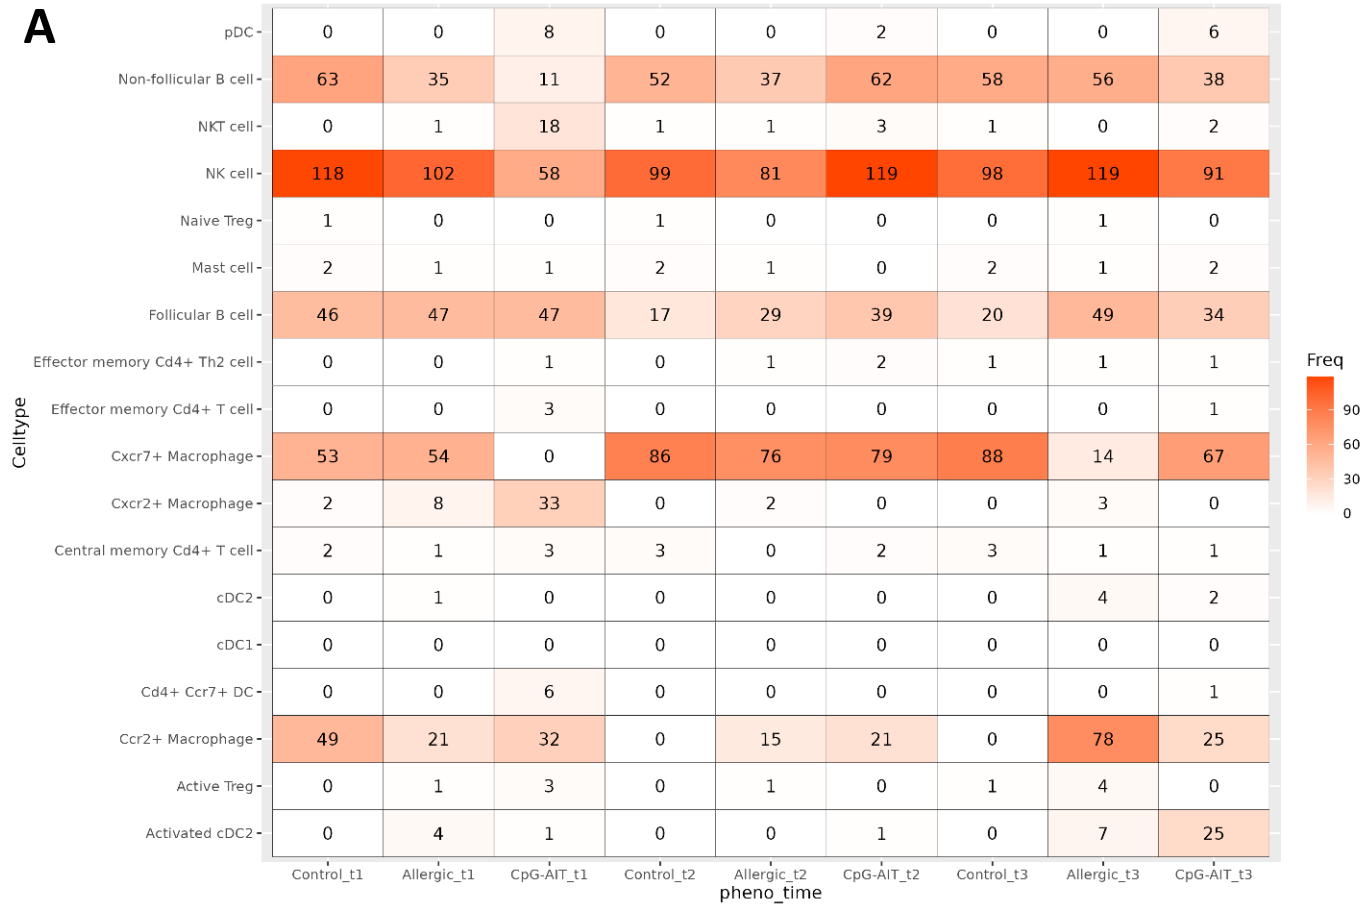 A
pDC 0 0 8 0 0 2 0 0 6
Non-follicular B cell 63 35 11 52 37 62 58 56 38
NKT cell 0 1 18 1 1 3 1 0 2
NK cell 118 102 58 99 81 119 98 119 91
Naive Treg 1 0 0 1 0 0 0 1 0
Mast cell 2 1 1 2 1 0 2 1 2
Follicular B cell 46 47 47 17 29 39 20 49 34
Effector memory Cd4+ Th2 cell 0 0 1 0 1 2 1 1 1
Effector memory Cd4+ T cell 0 0 3 0 0 0 0 0 1
Cxcr7+ Macrophage 53 54 0 86 76 79 88 14 67
Cxcr2+ Macrophage 2 8 33 0 2 0 0 3 0
Central memory Cd4+ T cell 2 1 3 3 0 2 3 1 1
cDC2 0 1 0 0 0 0 0 4 2
cDC1 0 0 0 0 0 0 0 0 0
Cd4+ Ccr7+ DC 0 0 6 0 0 0 0 0 1
Ccr2+ Macrophage 49 21 32 0 15 21 0 78 25
Active Treg 0 1 3 0 1 0 1 4 0
Activated cDC2 0 4 1 0 0 1 0 7 25
Control_t1 Allergic_t1 CpG-AIT_t1 Control_t2 Allergic_t2 CpG-AIT_t2 Control_t3 Allergic_t3 CpG-AIT_t3
pheno_time
Celltype
Freq
90
60
30
0